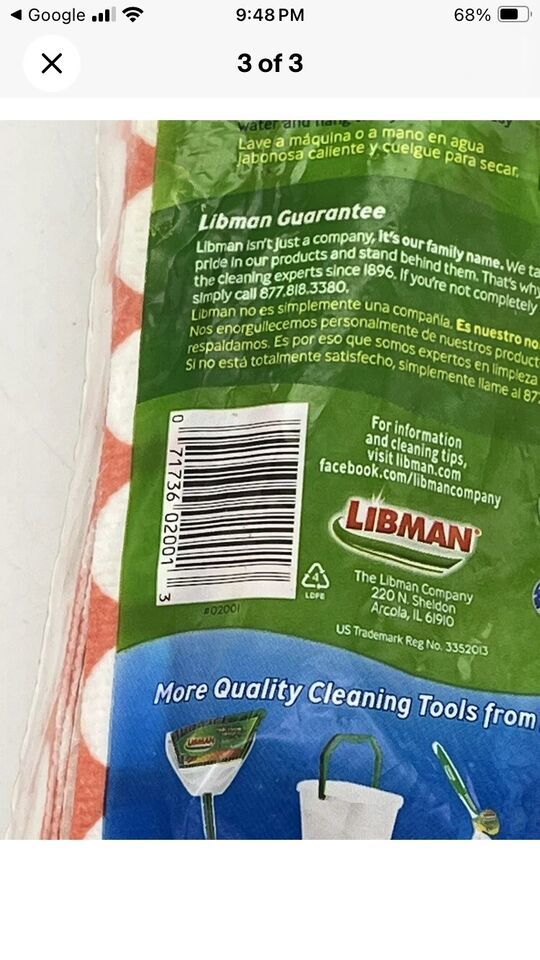 Google
9:48 PM
68%
3 of 3
water and
Lave a máquina o a mano en agua
jabonosa caliente y cuelgue para secar.
Libman Guarantee
Libman isn't just a company, it's our family name. We ta
pride in our products and stand behind them. That's why
the cleaning experts since 1896. If you're not completely
simply call 877.818.3380.
Libman no es simplemente una compañía. Es nuestro no
Nos enorgullecemos personalmente de nuestros product
respaldamos. Es por eso que somos expertos en limpieza
Si no está totalmente satisfecho, simplemente llame al 87
0 71736 02001 3
#02001
For information
and cleaning tips,
visit libman.com
facebook.com/libmancompany
LIBMAN®
4
LDPE
The Libman Company
220 N. Sheldon
Arcola, IL 61910
US Trademark Reg No. 3352013
More Quality Cleaning Tools from
LIBMAN